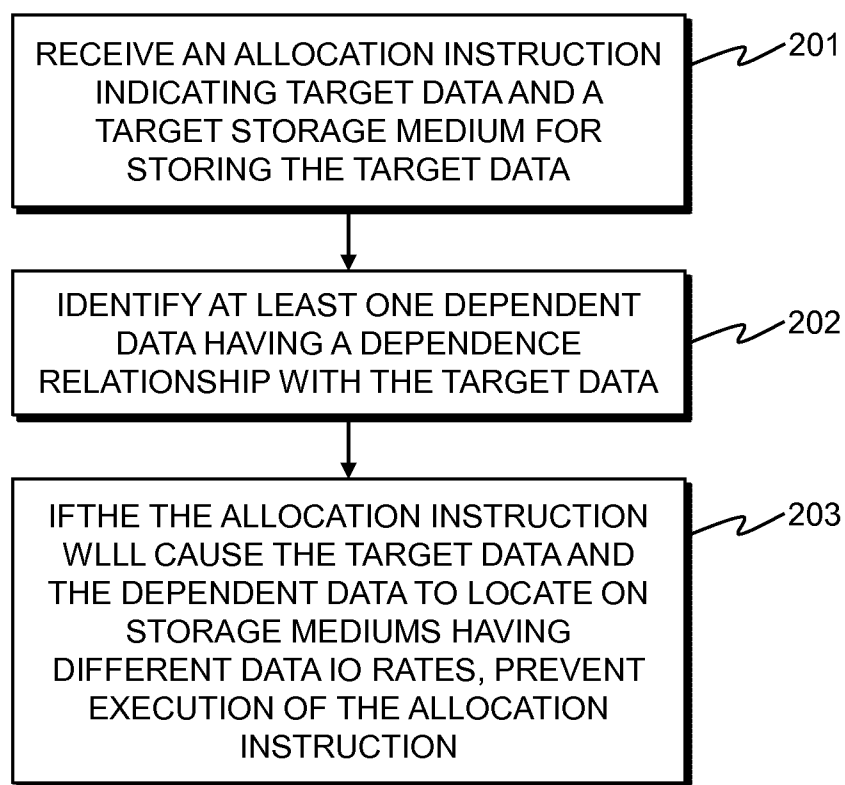 RECEIVE AN ALLOCATION INSTRUCTION
INDICATING TARGET DATA AND A
TARGET STORAGE MEDIUM FOR
STORING THE TARGET DATA
201
IDENTIFY AT LEAST ONE DEPENDENT
DATA HAVING A DEPENDENCE
RELATIONSHIP WITH THE TARGET DATA
202
IFTHE THE ALLOCATION INSTRUCTION
WLLL CAUSE THE TARGET DATA AND
THE DEPENDENT DATA TO LOCATE ON
STORAGE MEDIUMS HAVING
DIFFERENT DATA IO RATES, PREVENT
EXECUTION OF THE ALLOCATION
INSTRUCTION
203